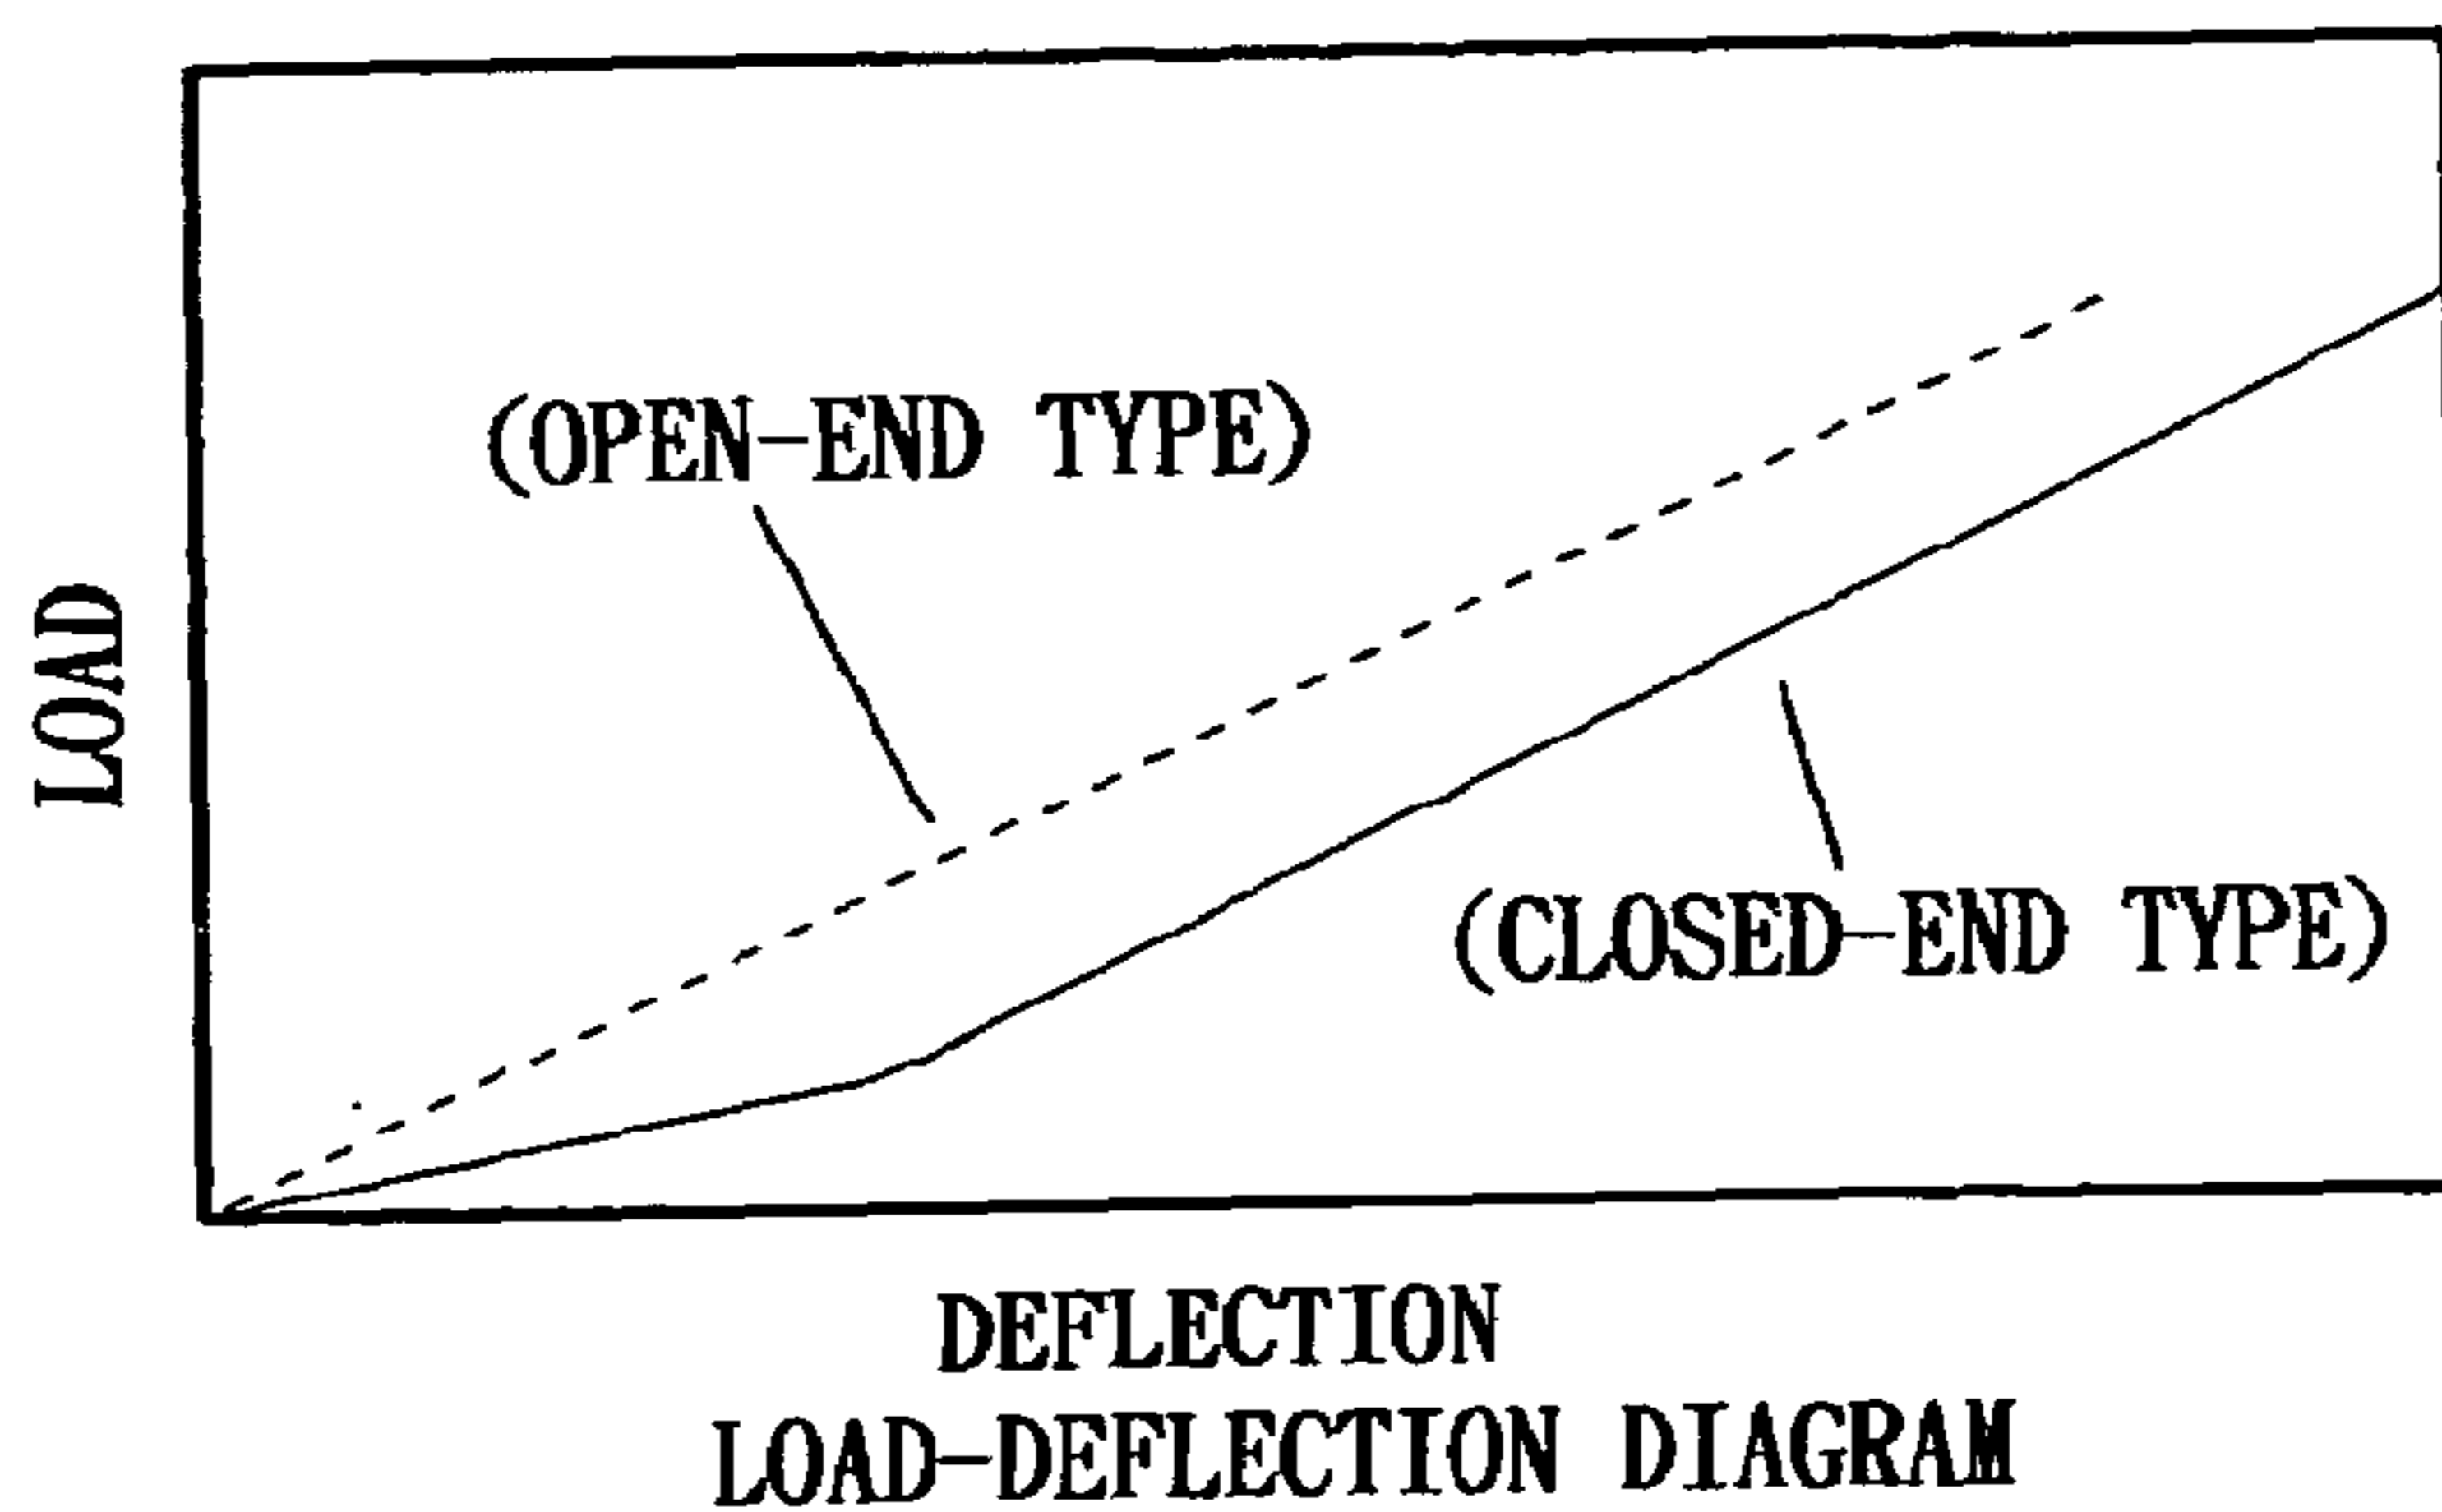 (OPEN-END TYPE)
LOAD
(CLOSED-END TYPE)
DEFLECTION
LOAD-DEFLECTION DIAGRAM